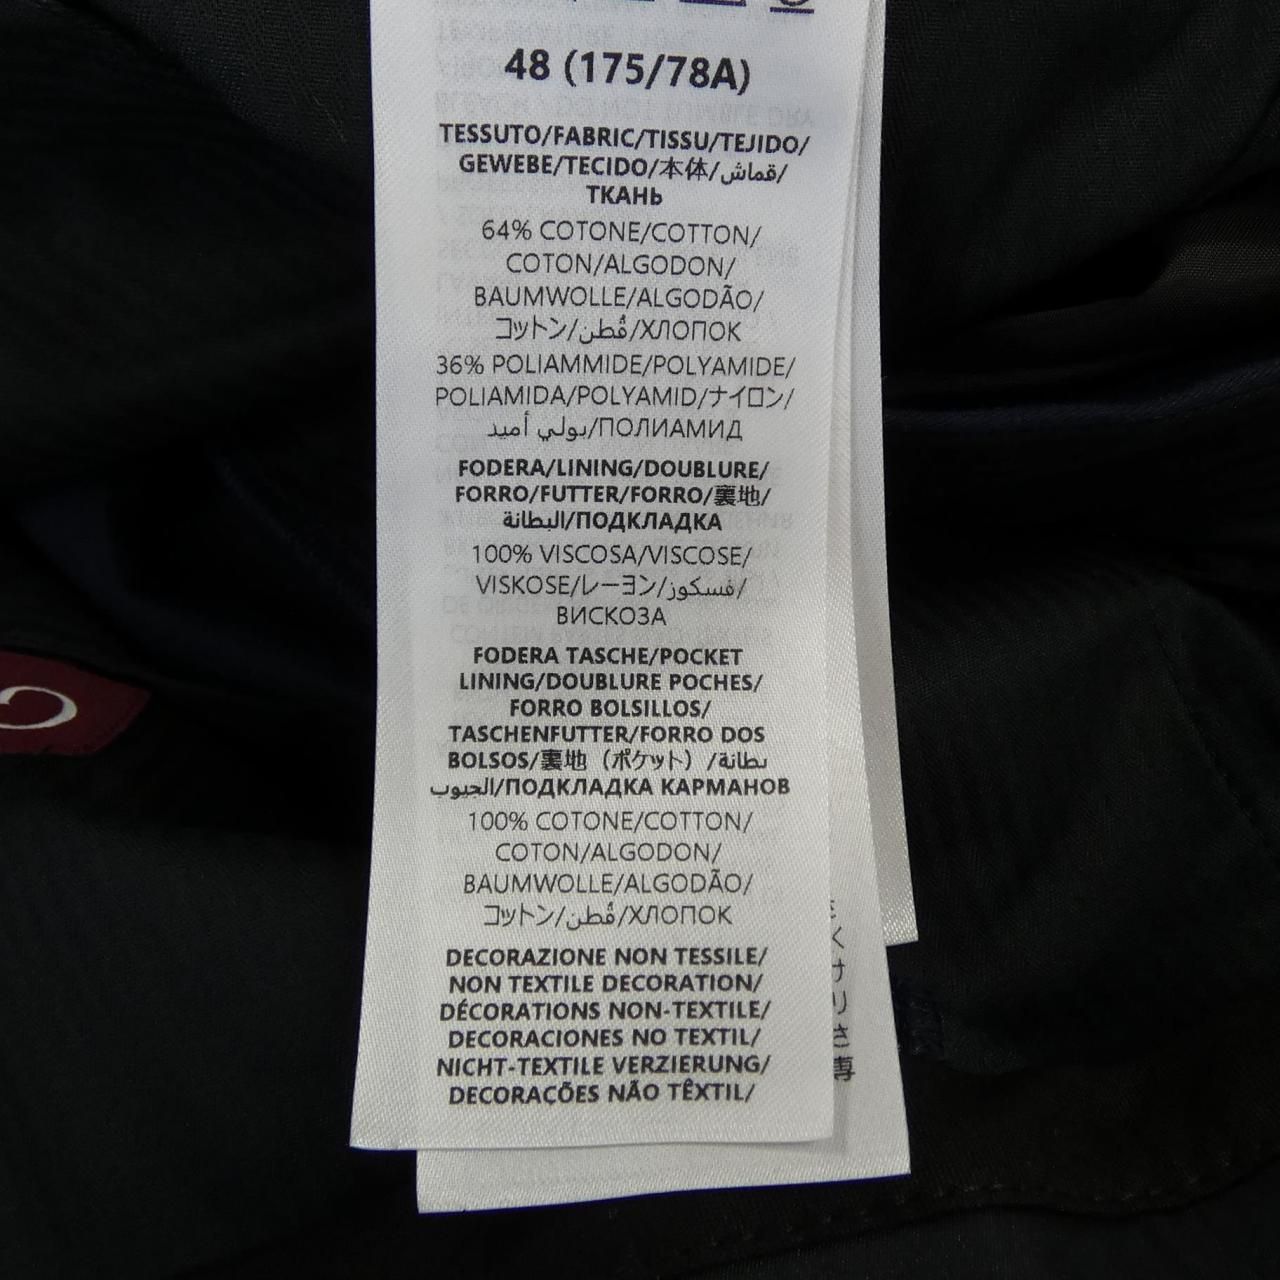 48 (175/78A)
TESSUTO/FABRIC/TISSU/TEJIDO/
GEWEBE/TECIDO/本体/قماش/
ТКАНЬ
64% COTONE/COTTON/
COTON/ALGODON/
BAUMWOLLE/ALGODÃO/
コットン/قُطن/ХЛОПОК
36% POLIAMMIDE/POLYAMIDE/
POLIAMIDA/POLYAMID/ナイロン/
بولي أميد/ПОЛИАМИД
FODERA/LINING/DOUBLURE/
FORRO/FUTTER/FORRO/裏地/
البطانة/ПОДКЛАДКА
100% VISCOSA/VISCOSE/
VISKOSE/レーヨン/فسكوز/
ВИСКОЗА
FODERA TASCHE/POCKET
LINING/DOUBLURE POCHES/
FORRO BOLSILLOS/
TASCHENFUTTER/FORRO DOS
BOLSOS/裏地（ポケット）/بطانة
الجيوب/ПОДКЛАДКА КАРМАНОВ
100% COTONE/COTTON/
COTON/ALGODON/
BAUMWOLLE/ALGODÃO/
コットン/قُطن/ХЛОПОК
DECORAZIONE NON TESSILE/
NON TEXTILE DECORATION/
DÉCORATIONS NON-TEXTILE/
DECORACIONES NO TEXTIL/
NICHT-TEXTILE VERZIERUNG/
DECORAÇÕES NÃO TÊXTIL/